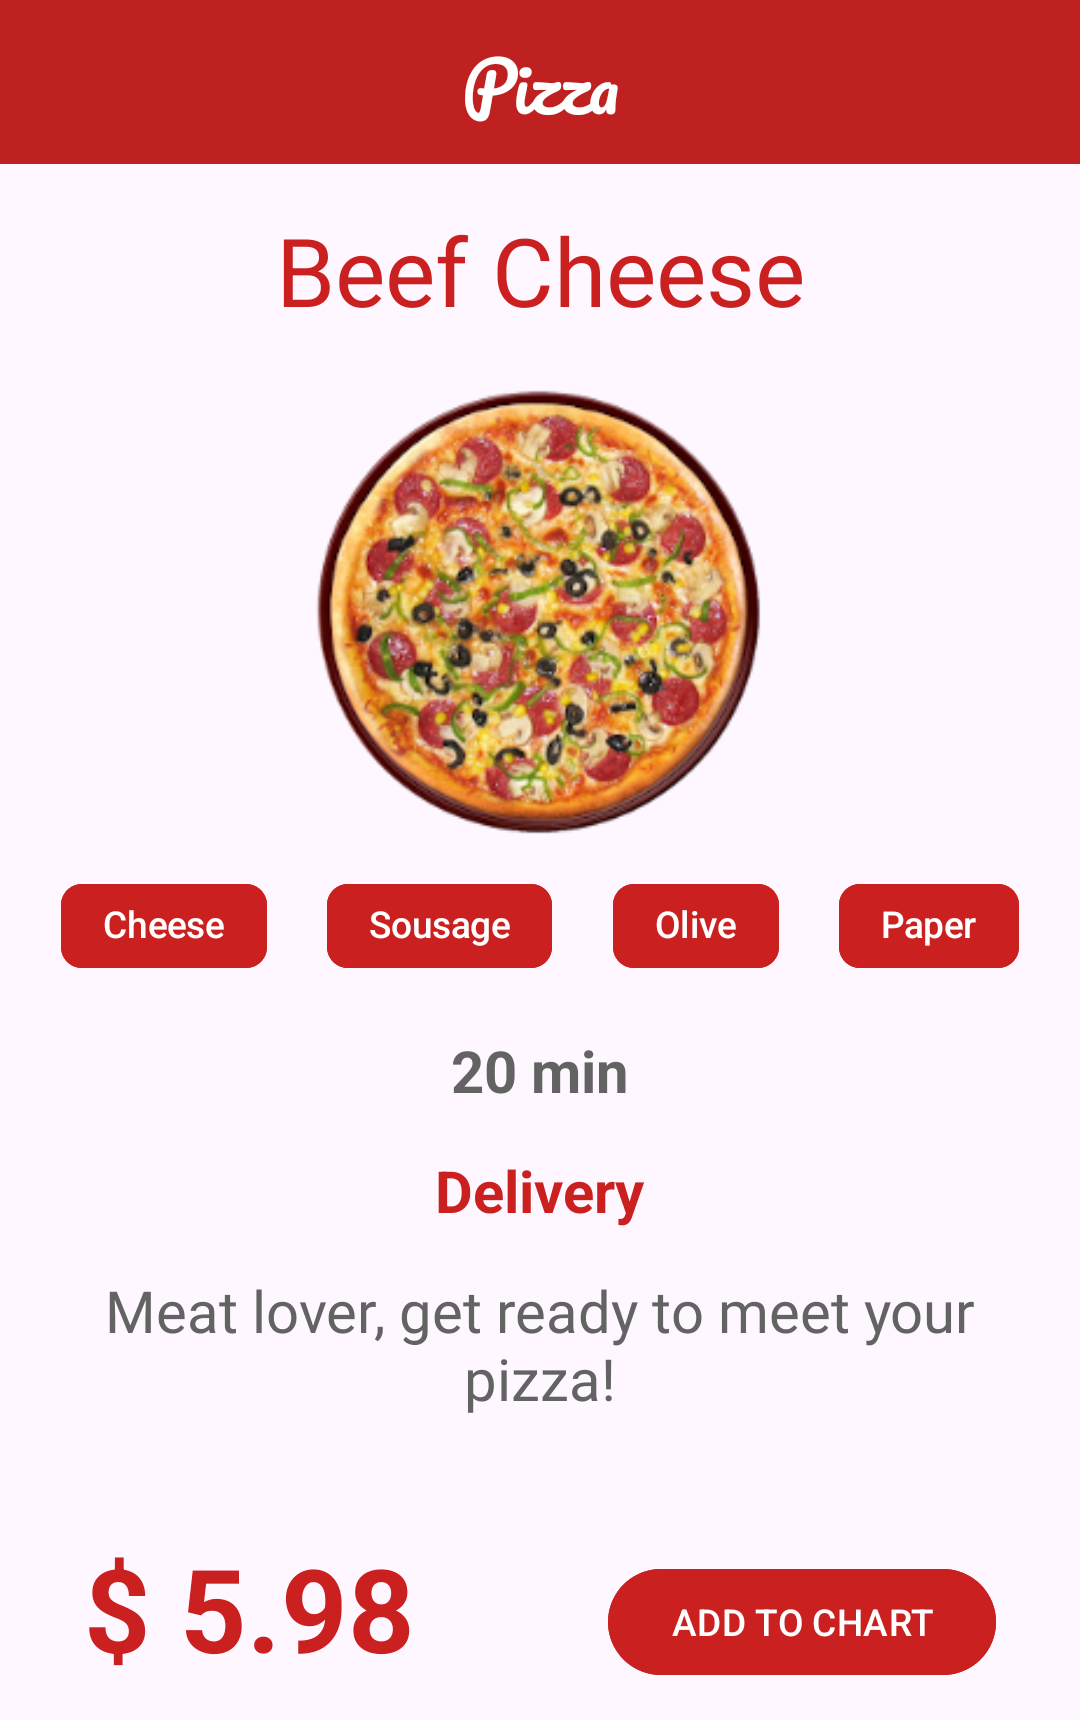 Pizza
Beef Cheese
Cheese Sousage Olive Paper
20 min
Delivery
Meat lover, get ready to meet your
pizza!
$ 5.98 ADD TO CHART